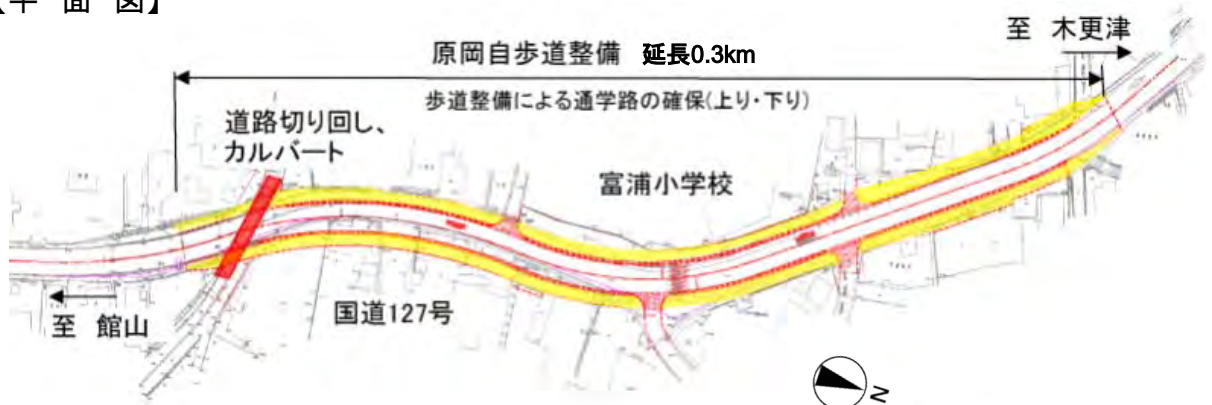 【平 面 図】
至 木更津
原岡自歩道整備 延長0.3km
歩道整備による通学路の確保(上り・下り)
道路切り回し、
カルバート
富浦小学校
国道127号
至 館山
N